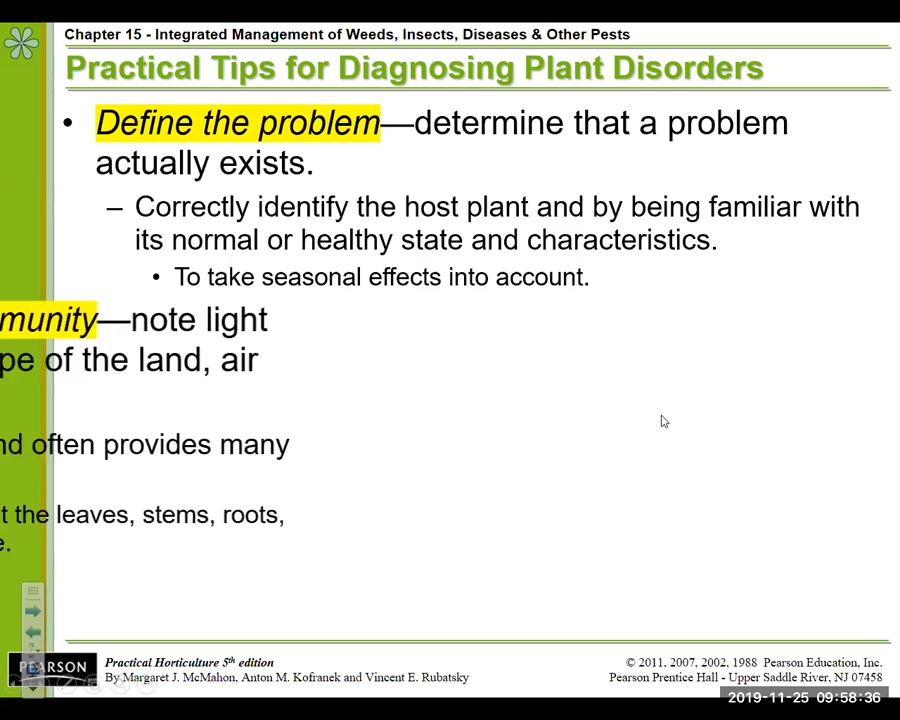 Chapter 15 - Integrated Management of Weeds, Insects, Diseases & Other Pests
Practical Tips for Diagnosing Plant Disorders
• Define the problem—determine that a problem
actually exists.
– Correctly identify the host plant and by being familiar with
its normal or healthy state and characteristics.
• To take seasonal effects into account.
munity—note light
pe of the land, air
nd often provides many
t the leaves, stems, roots,
e.
PEARSON
Practical Horticulture 5th edition
By Margaret J. McMahon, Anton M. Kofranek and Vincent E. Rubatsky
© 2011, 2007, 2002, 1988 Pearson Education, Inc.
Pearson Prentice Hall - Upper Saddle River, NJ 07458
2019-11-25 09:58:36